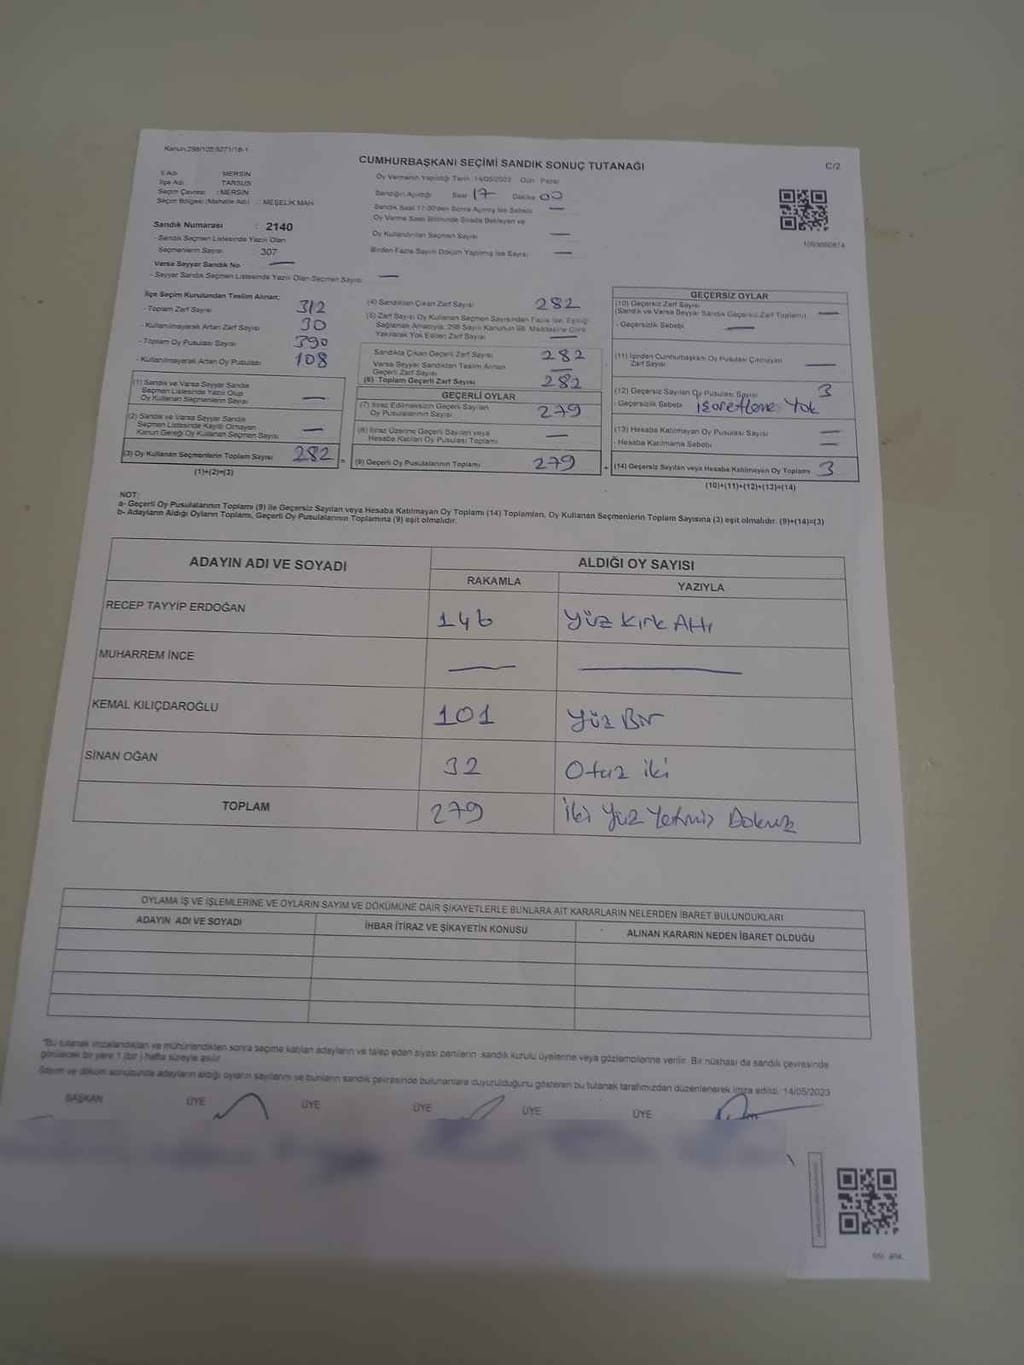 Kanun:298/105;6271/18-1
CUMHURBAŞKANI SEÇİMİ SANDIK SONUÇ TUTANAĞI
C/2
İl Adı : MERSİN
İlçe Adı : TARSUS
Seçim Çevresi : MERSİN
Seçim Bölgesi (Mahalle Adı) : MEŞELİK MAH.
Oy Vermenin Yapıldığı Tarih: 14/05/2023 Gün: Pazar
Sandığın Açıldığı Saat 17 Dakika 00
Sandık Saat 17:00'den Sonra Açılmış İse Sebebi —
Oy Verme Saati Bitiminde Sırada Bekleyen ve
Oy Kullandırılan Seçmen Sayısı —
Birden Fazla Sayım Döküm Yapılmış İse Sayısı —
Sandık Numarası : 2140
- Sandık Seçmen Listesinde Yazılı Olan
Seçmenlerin Sayısı : 307
Varsa Seyyar Sandık No —
- Seyyar Sandık Seçmen Listesinde Yazılı Olan Seçmen Sayısı —
İlçe Seçim Kurulundan Teslim Alınan;
- Toplam Zarf Sayısı 312
- Kullanılmayarak Artan Zarf Sayısı 30
- Toplam Oy Pusulası Sayısı 390
- Kullanılmayarak Artan Oy Pusulası 108
(1) Sandık ve Varsa Seyyar Sandık
Seçmen Listesinde Yazılı Olup
Oy Kullanan Seçmenlerin Sayısı —
(2) Sandık ve Varsa Seyyar Sandık
Seçmen Listesinde Kayıtlı Olmayan
Kanun Gereği Oy Kullanan Seçmen Sayısı —
(3) Oy Kullanan Seçmenlerin Toplam Sayısı 282 =
(1)+(2)=(3)
(4) Sandıktan Çıkan Zarf Sayısı 282
(5) Zarf Sayısı Oy Kullanan Seçmen Sayısından Fazla İse, Eşitliği
Sağlamak Amacıyla, 298 Sayılı Kanunun 98. Maddesine Göre
Yakılarak Yok Edilen Zarf Sayısı —
Sandıkta Çıkan Geçerli Zarf Sayısı 282
Varsa Seyyar Sandıktan Teslim Alınan
Geçerli Zarf Sayısı —
(6) Toplam Geçerli Zarf Sayısı 282
GEÇERLİ OYLAR
(7) İtiraz Edilmeksizin Geçerli Sayılan
Oy Pusulalarının Sayısı 279
(8) İtiraz Üzerine Geçerli Sayılan veya
Hesaba Katılan Oy Pusulası Toplamı —
(9) Geçerli Oy Pusulalarının Toplamı 279 +
GEÇERSİZ OYLAR
(10) Geçersiz Zarf Sayısı
(Sandık ve Varsa Seyyar Sandık Geçersiz Zarf Toplamı) —
- Geçersizlik Sebebi —
(11) İçinden Cumhurbaşkanı Oy Pusulası Çıkmayan
Zarf Sayısı —
(12) Geçersiz Sayılan Oy Pusulası Sayısı 3
- Geçersizlik Sebebi işaretleme Yok
(13) Hesaba Katılmayan Oy Pusulası Sayısı —
- Hesaba Katılmama Sebebi —
(14) Geçersiz Sayılan veya Hesaba Katılmayan Oy Toplamı 3
(10)+(11)+(12)+(13)=(14)
NOT:
a- Geçerli Oy Pusulalarının Toplamı (9) ile Geçersiz Sayılan veya Hesaba Katılmayan Oy Toplamı (14) Toplamları, Oy Kullanan Seçmenlerin Toplam Sayısına (3) eşit olmalıdır. (9)+(14)=(3)
b- Adayların Aldığı Oyların Toplamı, Geçerli Oy Pusulalarının Toplamına (9) eşit olmalıdır.
ADAYIN ADI VE SOYADI
ALDIĞI OY SAYISI
RAKAMLA YAZIYLA
RECEP TAYYİP ERDOĞAN 146 Yüz Kırk Altı
MUHARREM İNCE — —
KEMAL KILIÇDAROĞLU 101 Yüz Bir
SİNAN OĞAN 32 Otuz iki
TOPLAM 279 İki Yüz Yetmiş Dokuz
OYLAMA İŞ VE İŞLEMLERİNE VE OYLARIN SAYIM VE DÖKÜMÜNE DAİR ŞİKAYETLERLE BUNLARA AİT KARARLARIN NELERDEN İBARET BULUNDUKLARI
ADAYIN ADI VE SOYADI İHBAR İTİRAZ VE ŞİKAYETİN KONUSU ALINAN KARARIN NEDEN İBARET OLDUĞU
*Bu tutanak imzalandıktan ve mühürlendikten sonra seçime katılan adayların ve talep eden siyasi partilerin sandık kurulu üyelerine veya gözlemcilerine verilir. Bir nüshası da sandık çevresinde
görülecek bir yere 1 (bir) hafta süreyle asılır.
Sayım ve döküm sonucunda adayların aldığı oyların sayılarını ve bunların sandık çevresinde bulunanlara duyurulduğunu gösteren bu tutanak tarafımızdan düzenlenerek imza edildi. 14/05/2023
BAŞKAN ÜYE ÜYE ÜYE ÜYE ÜYE